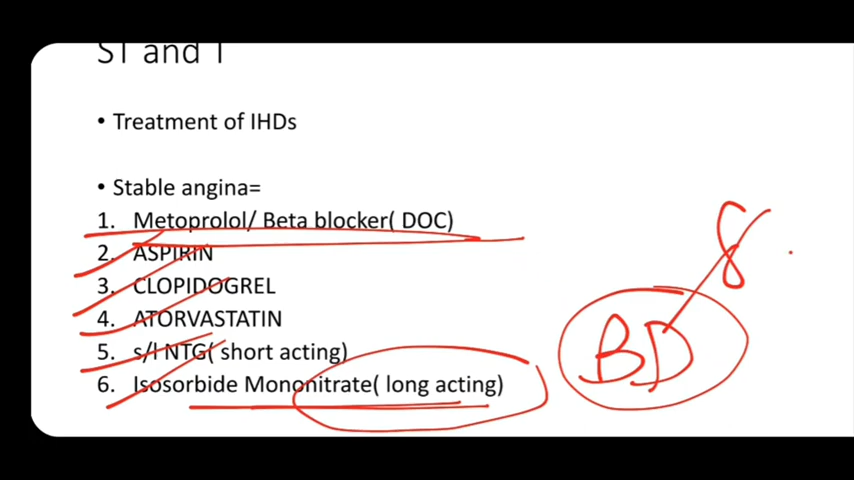 ST and T
• Treatment of IHDs
• Stable angina=
1. Metoprolol/ Beta blocker( DOC)
2. ASPIRIN
3. CLOPIDOGREL
4. ATORVASTATIN
5. s/l NTG( short acting)
6. Isosorbide Mononitrate( long acting)
8
BD